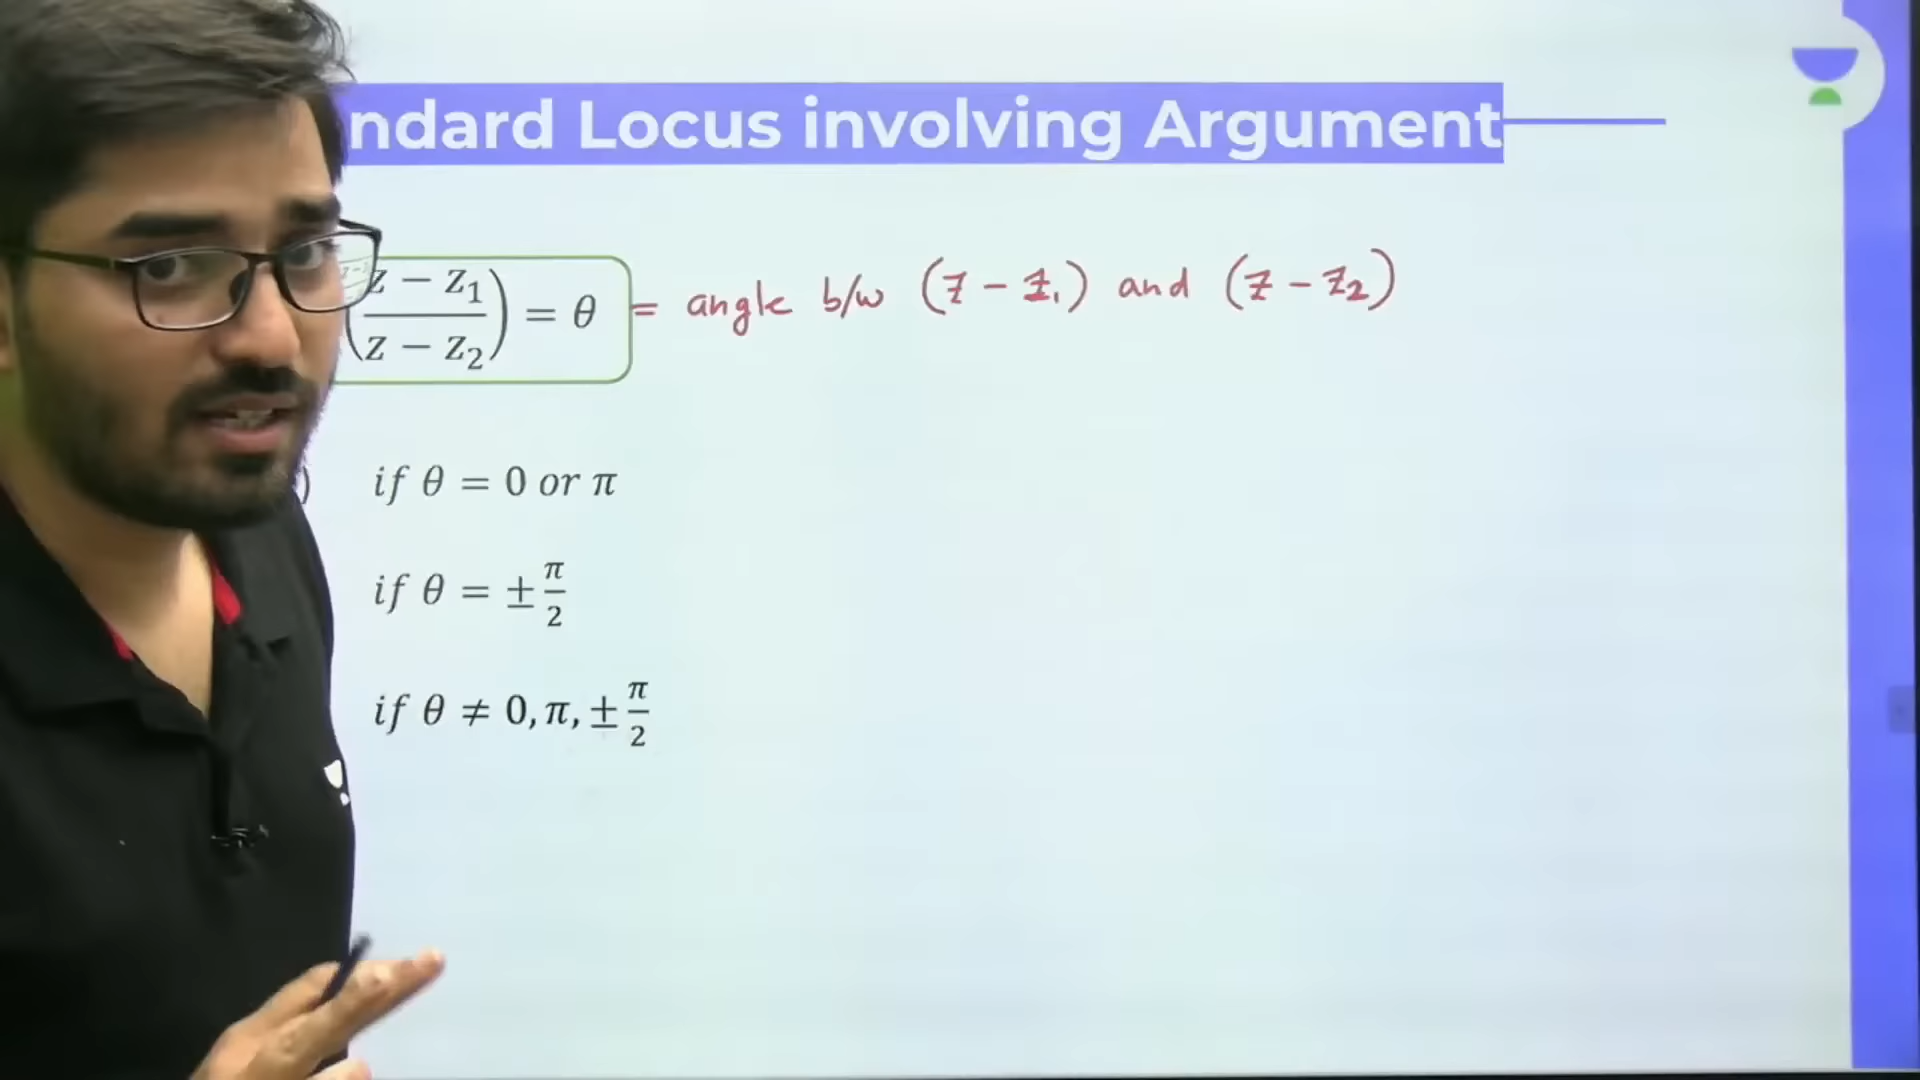 ndard Locus involving Argument
(z − z₁ / z − z₂) = θ = angle b/w (z − z₁) and (z − z₂)
) if θ = 0 or π
if θ = ± π/2
if θ ≠ 0, π, ± π/2